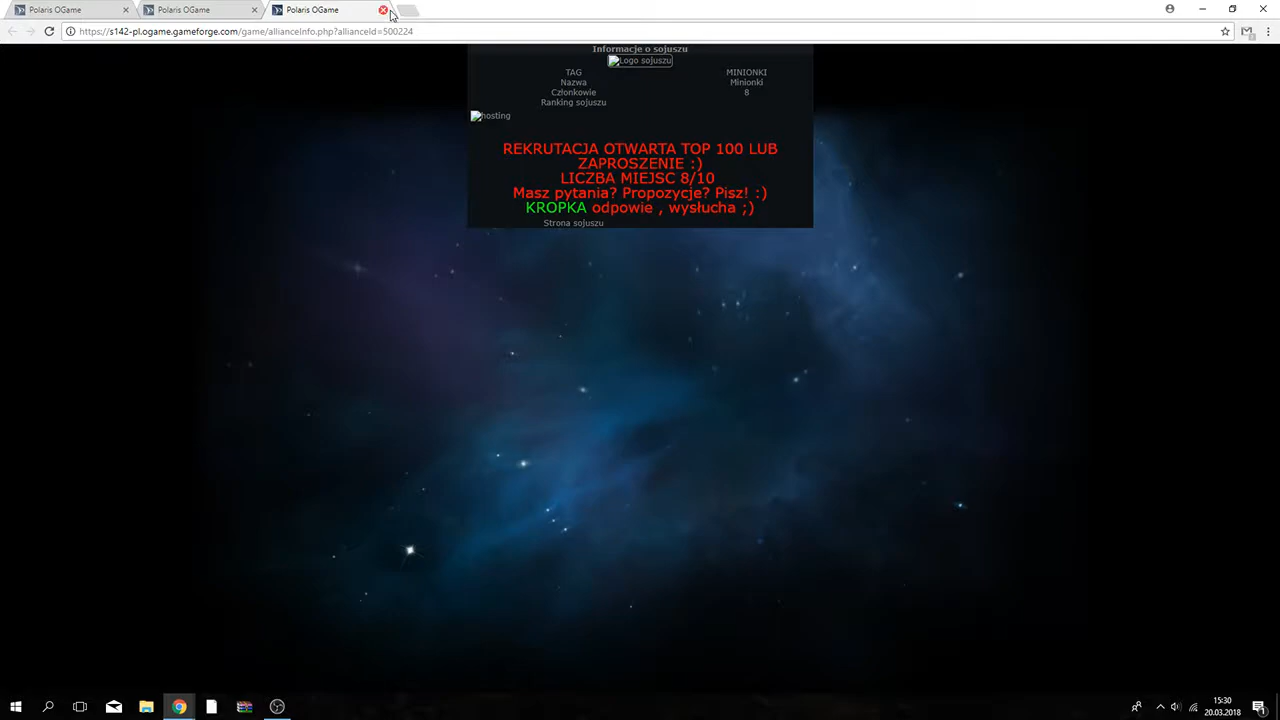 Polaris OGame
Polaris OGame
Polaris OGame
https://s142-pl.ogame.gameforge.com/game/allianceInfo.php?allianceId=500224
Informacje o sojuszu
Logo sojuszu
TAG MINIONKI
Nazwa Minionki
Członkowie 8
Ranking sojuszu
hosting
REKRUTACJA OTWARTA TOP 100 LUB
ZAPROSZENIE :)
LICZBA MIEJSC 8/10
Masz pytania? Propozycje? Pisz! :)
KROPKA odpowie , wysłucha ;)
Strona sojuszu
15:30
20.03.2018